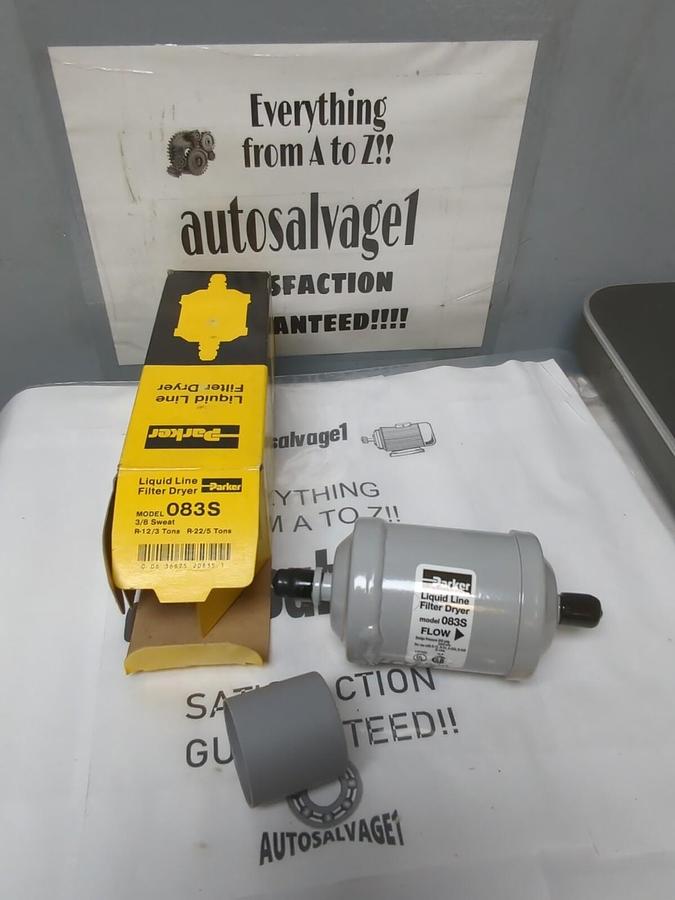 Everything
from A to Z!!
autosalvage1
SFACTION
ANTEED!!!!
Liquid Line
Filter Dryer
Parker
Liquid Line
Filter Dryer
Parker
MODEL 083S
3/8 Sweat
R-12/3 Tons R-22/5 Tons
salvage1
YTHING
M A TO Z!!
Parker
Liquid Line
Filter Dryer
model 083S
FLOW
SATI CTION
GU TEED!!
AUTOSALVAGE1